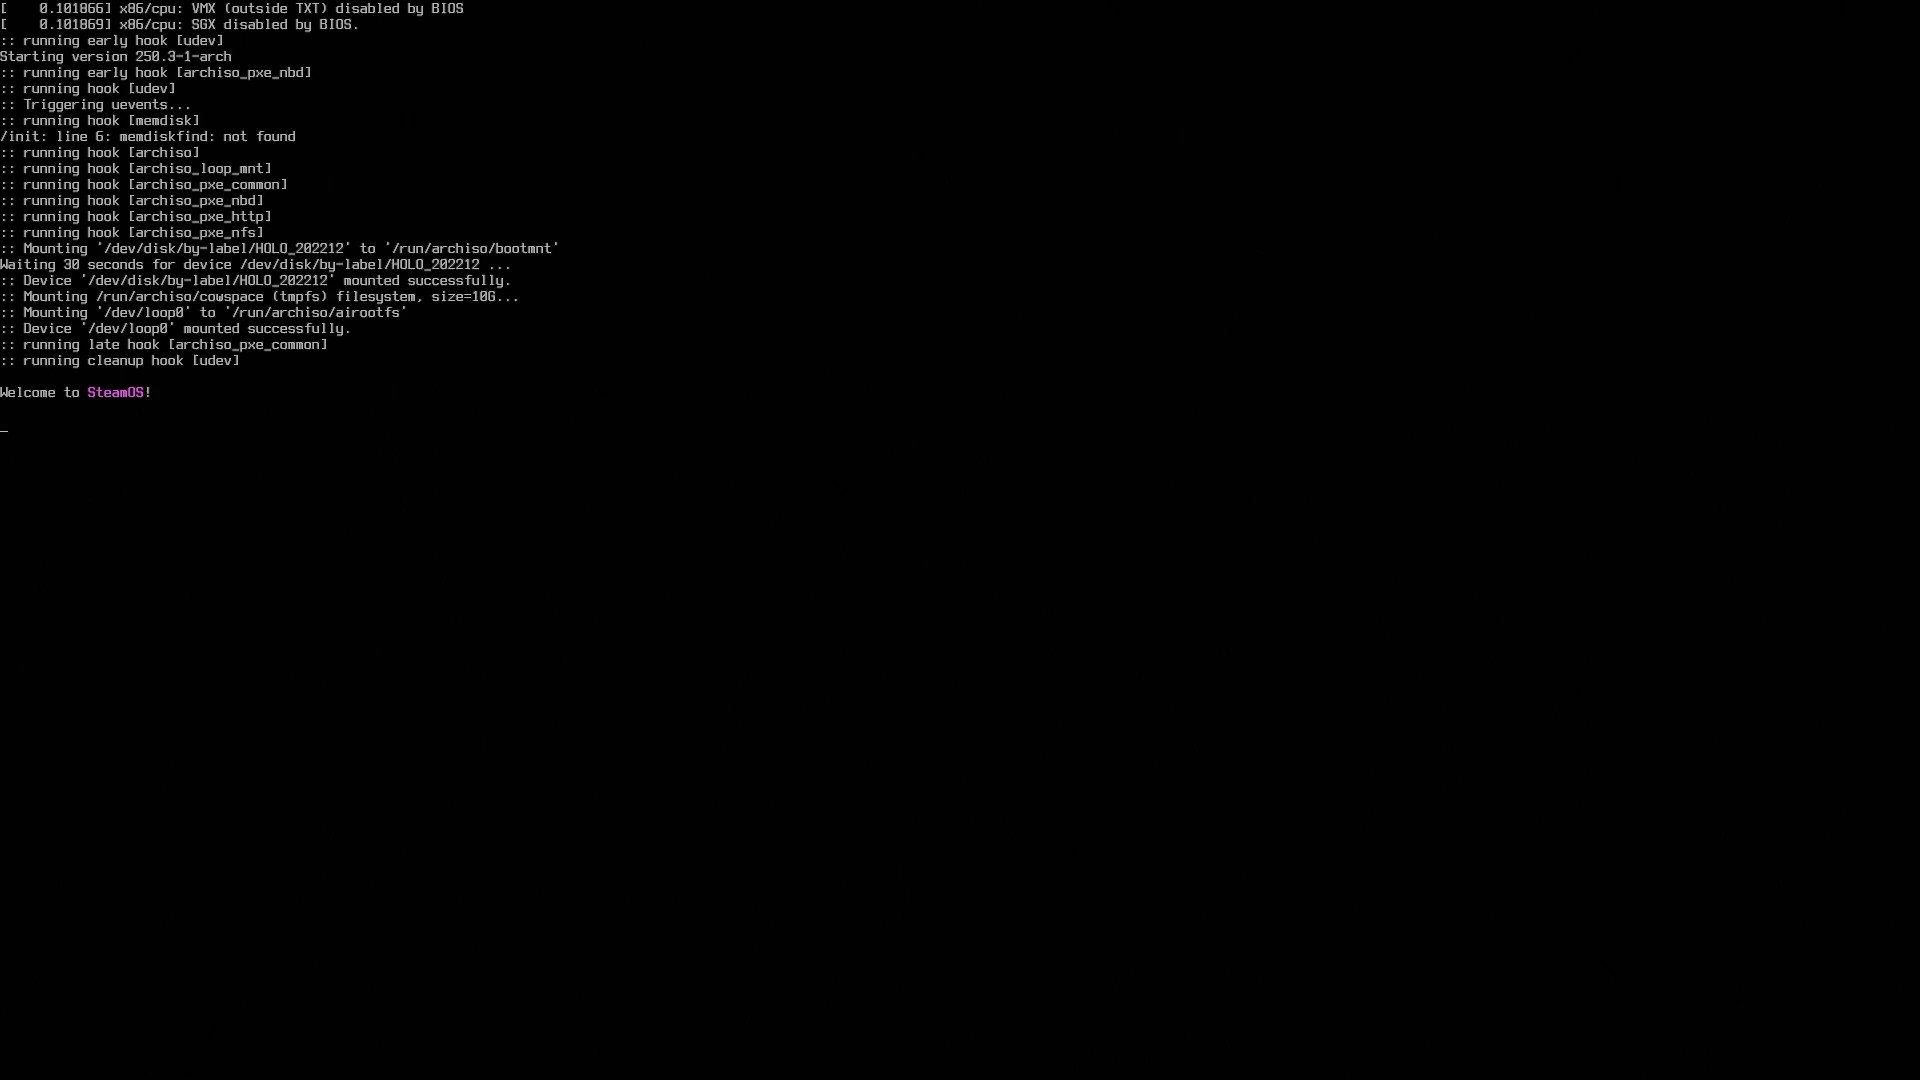 [    0.101866] x86/cpu: VMX (outside TXT) disabled by BIOS
[    0.101869] x86/cpu: SGX disabled by BIOS.
:: running early hook [udev]
Starting version 250.3-1-arch
:: running early hook [archiso_pxe_nbd]
:: running hook [udev]
:: Triggering uevents...
:: running hook [memdisk]
/init: line 6: memdiskfind: not found
:: running hook [archiso]
:: running hook [archiso_loop_mnt]
:: running hook [archiso_pxe_common]
:: running hook [archiso_pxe_nbd]
:: running hook [archiso_pxe_http]
:: running hook [archiso_pxe_nfs]
:: Mounting '/dev/disk/by-label/HOLO_202212' to '/run/archiso/bootmnt'
Waiting 30 seconds for device /dev/disk/by-label/HOLO_202212 ...
:: Device '/dev/disk/by-label/HOLO_202212' mounted successfully.
:: Mounting /run/archiso/cowspace (tmpfs) filesystem, size=10G...
:: Mounting '/dev/loop0' to '/run/archiso/airootfs'
:: Device '/dev/loop0' mounted successfully.
:: running late hook [archiso_pxe_common]
:: running cleanup hook [udev]
Welcome to SteamOS!
_